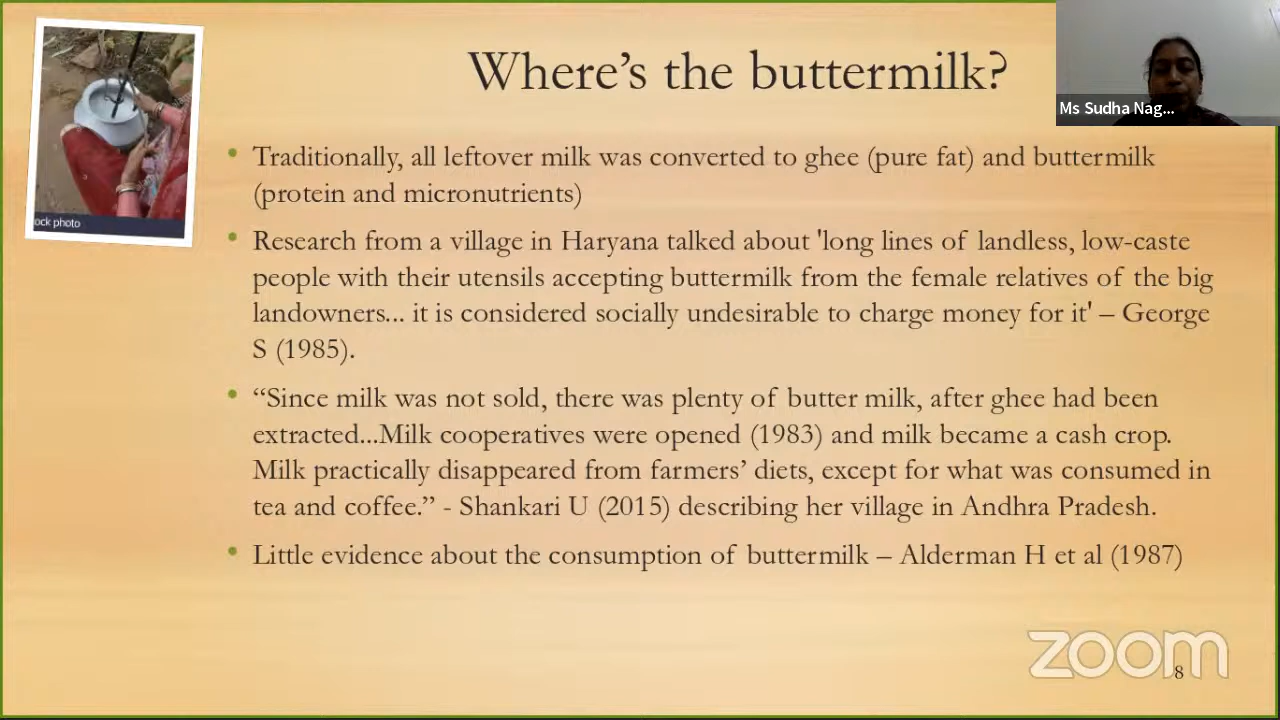 Where's the buttermilk?
Ms Sudha Nag...
• Traditionally, all leftover milk was converted to ghee (pure fat) and buttermilk
(protein and micronutrients)
ock photo
• Research from a village in Haryana talked about 'long lines of landless, low-caste
people with their utensils accepting buttermilk from the female relatives of the big
landowners... it is considered socially undesirable to charge money for it' – George
S (1985).
• “Since milk was not sold, there was plenty of butter milk, after ghee had been
extracted...Milk cooperatives were opened (1983) and milk became a cash crop.
Milk practically disappeared from farmers’ diets, except for what was consumed in
tea and coffee.” - Shankari U (2015) describing her village in Andhra Pradesh.
• Little evidence about the consumption of buttermilk – Alderman H et al (1987)
zoom
8